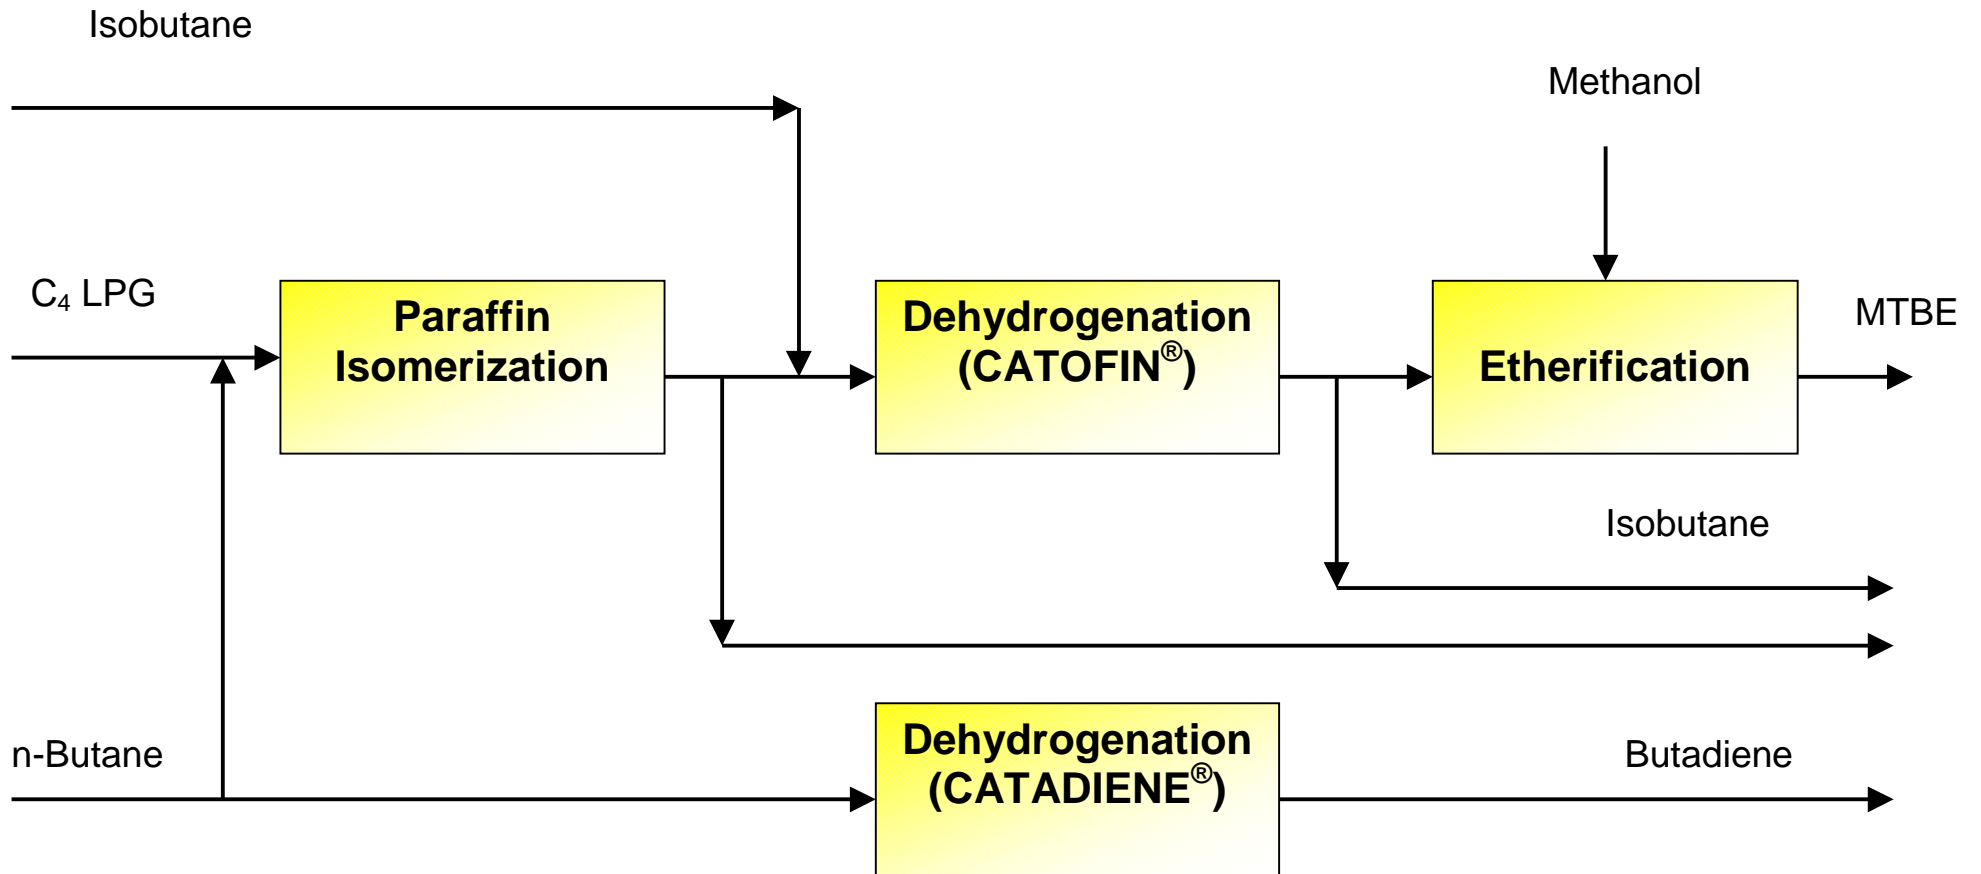 Isobutane
Methanol
C₄ LPG
Paraffin
Isomerization
Dehydrogenation
(CATOFIN®)
Etherification
MTBE
Isobutane
n-Butane
Dehydrogenation
(CATADIENE®)
Butadiene